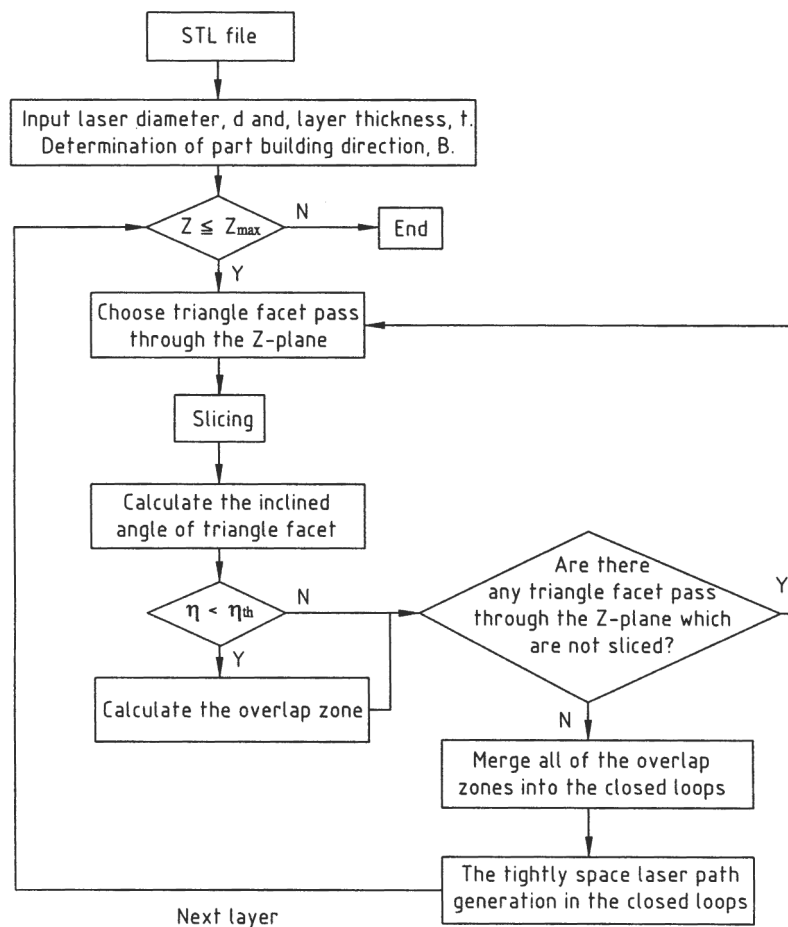 STL file
Input laser diameter, d and, layer thickness, t.
Determination of part building direction, B.
Z ≦ Zmax
N
End
Y
Choose triangle facet pass
through the Z-plane
Slicing
Calculate the inclined
angle of triangle facet
η < ηth
N
Y
Calculate the overlap zone
Are there
any triangle facet pass
through the Z-plane which
are not sliced?
Y
N
Merge all of the overlap
zones into the closed loops
The tightly space laser path
generation in the closed loops
Next layer